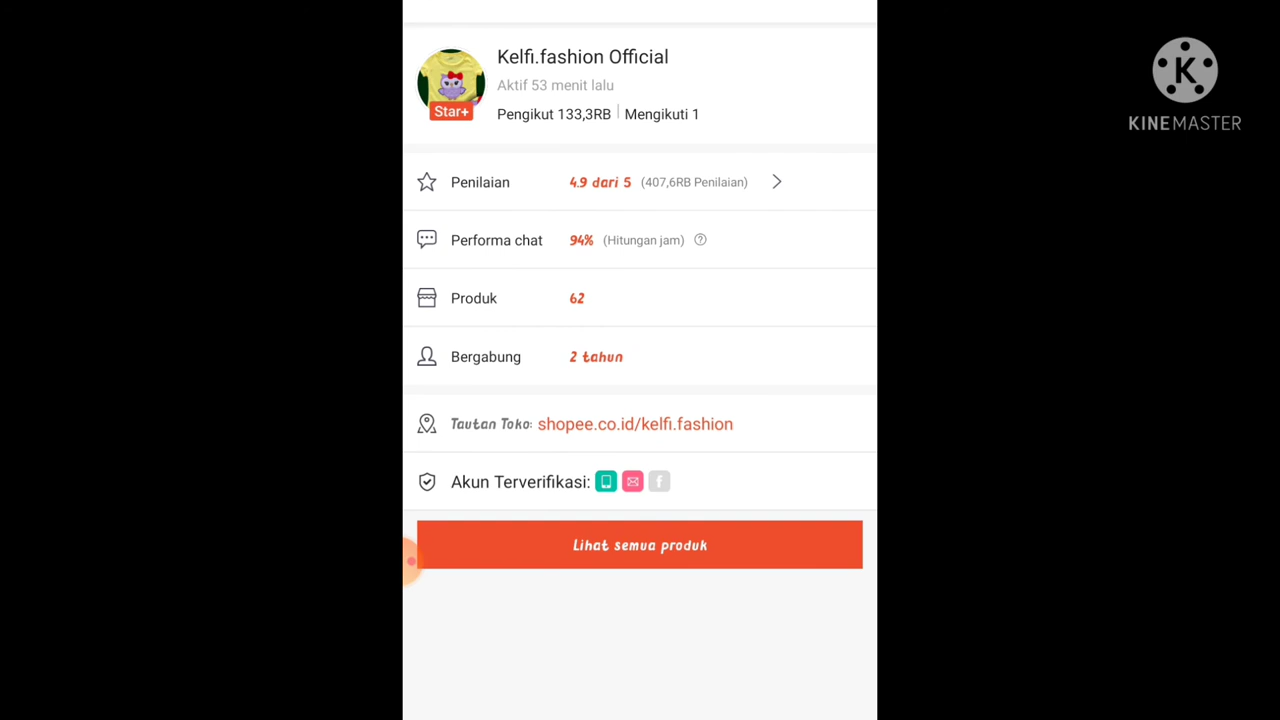 Kelfi.fashion Official
Aktif 53 menit lalu
Star+
Pengikut 133,3RB Mengikuti 1
Penilaian 4.9 dari 5 (407,6RB Penilaian)
Performa chat 94% (Hitungan jam)
Produk 62
Bergabung 2 tahun
Tautan Toko: shopee.co.id/kelfi.fashion
Akun Terverifikasi:
Lihat semua produk
K
KINEMASTER